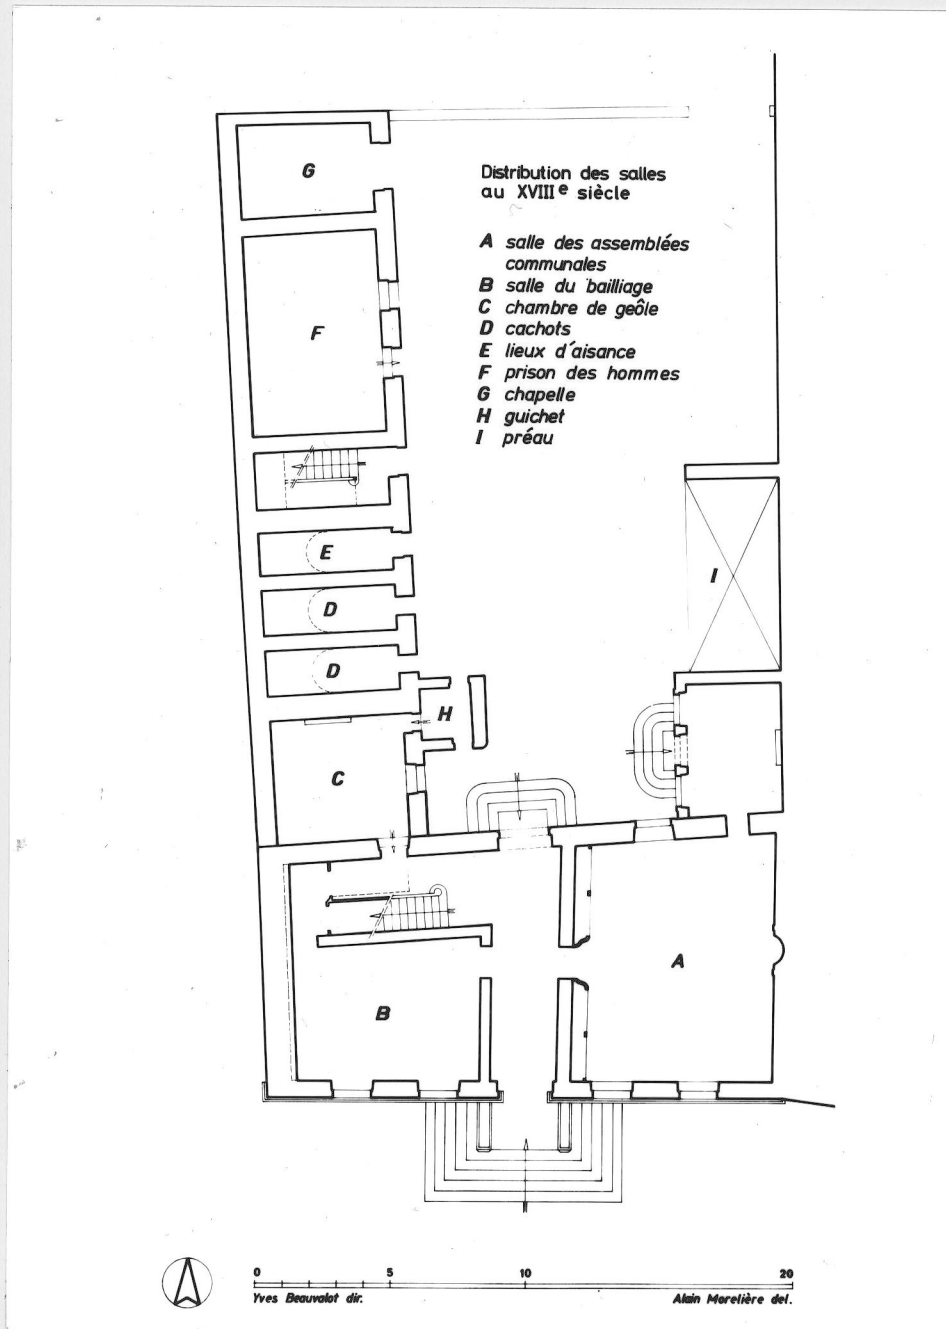 Distribution des salles
au XVIIIe siècle
A salle des assemblées
communales
B salle du bailliage
C chambre de geôle
D cachots
E lieux d'aisance
F prison des hommes
G chapelle
H guichet
I préau
G
F
E
D
D
H
I
C
A
B
0 5 10 20
Yves Beauvalot dir.
Alain Morelière del.